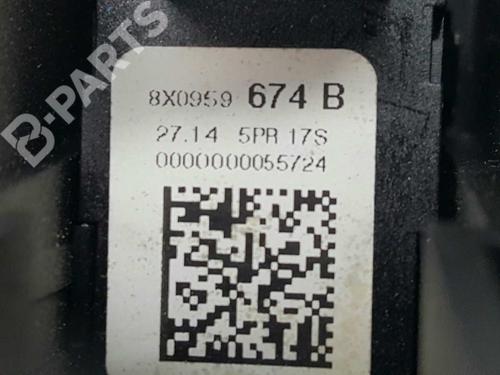 B-PARTS
8X0959 674 B
27.14 5PR 17S
0000000055724